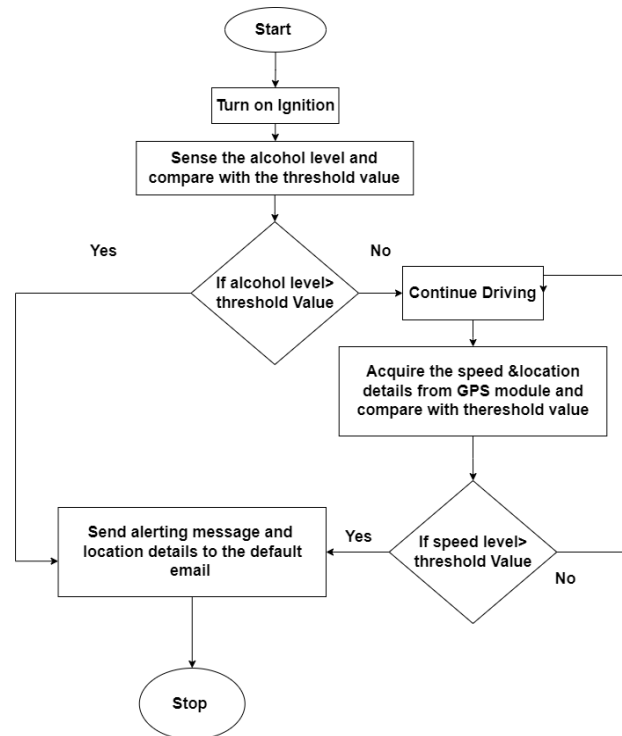 Start
Turn on Ignition
Sense the alcohol level and
compare with the threshold value
Yes
No
If alcohol level>
threshold Value
Continue Driving
Acquire the speed &location
details from GPS module and
compare with thereshold value
Send alerting message and
location details to the default
email
Yes
If speed level>
threshold Value
No
Stop